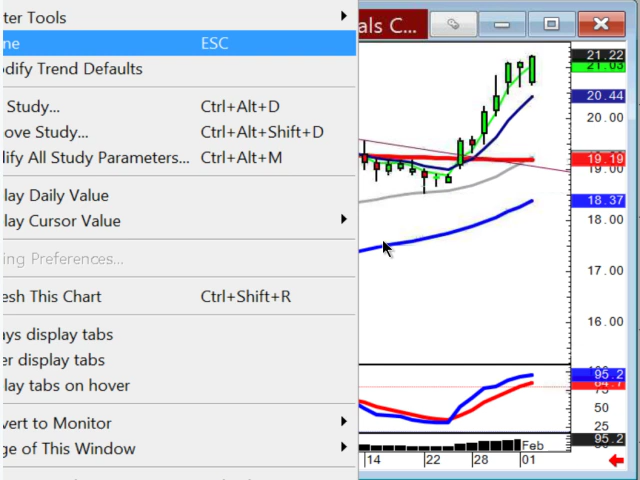 ter Tools
ne ESC
odify Trend Defaults
Study... Ctrl+Alt+D
ove Study... Ctrl+Alt+Shift+D
lify All Study Parameters... Ctrl+Alt+M
lay Daily Value
lay Cursor Value
ing Preferences...
esh This Chart Ctrl+Shift+R
ays display tabs
er display tabs
lay tabs on hover
vert to Monitor
ge of This Window
als C...
21.22
21.03
20.44
20.00
19.19
19.00
18.37
18.00
17.00
16.00
95.2
50
25
95.2
Feb
14 22 28 01